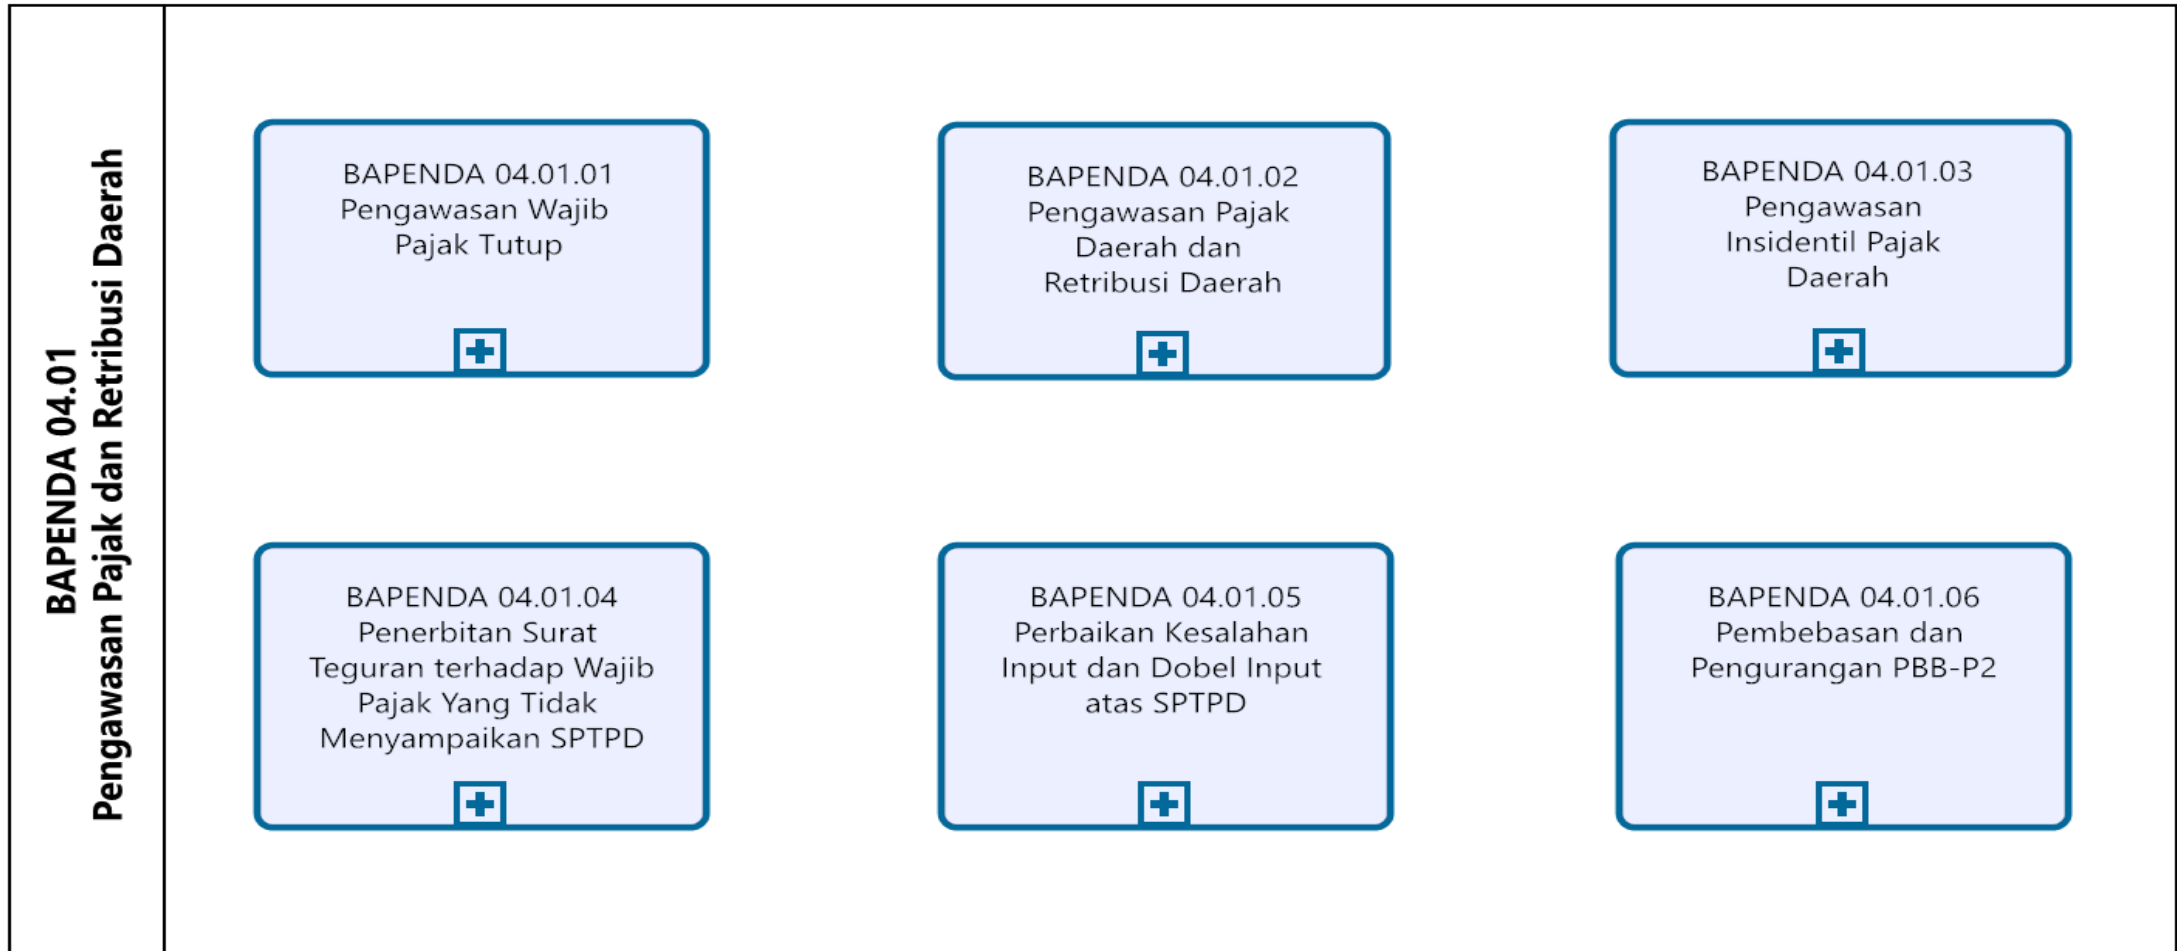 BAPENDA 04.01
Pengawasan Pajak dan Retribusi Daerah
BAPENDA 04.01.01
Pengawasan Wajib
Pajak Tutup
BAPENDA 04.01.02
Pengawasan Pajak
Daerah dan
Retribusi Daerah
BAPENDA 04.01.03
Pengawasan
Insidentil Pajak
Daerah
BAPENDA 04.01.04
Penerbitan Surat
Teguran terhadap Wajib
Pajak Yang Tidak
Menyampaikan SPTPD
BAPENDA 04.01.05
Perbaikan Kesalahan
Input dan Dobel Input
atas SPTPD
BAPENDA 04.01.06
Pembebasan dan
Pengurangan PBB-P2